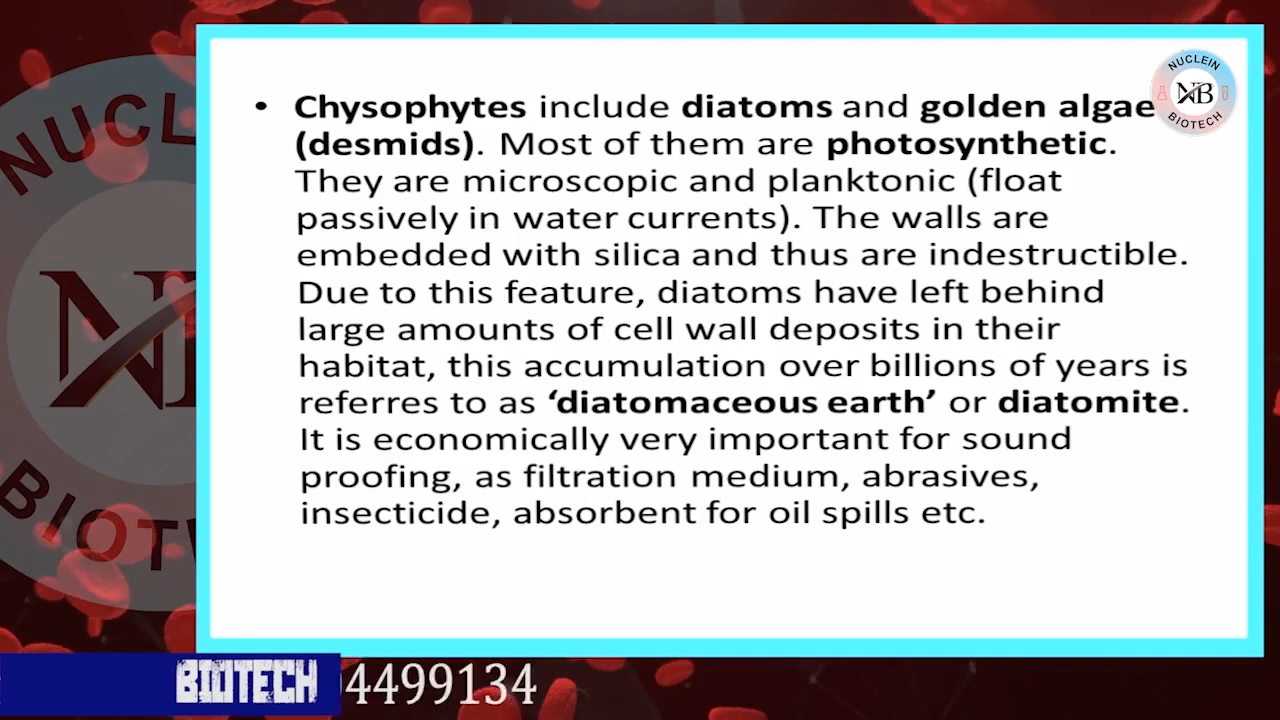 • Chysophytes include diatoms and golden algae
(desmids). Most of them are photosynthetic.
They are microscopic and planktonic (float
passively in water currents). The walls are
embedded with silica and thus are indestructible.
Due to this feature, diatoms have left behind
large amounts of cell wall deposits in their
habitat, this accumulation over billions of years is
referres to as ‘diatomaceous earth’ or diatomite.
It is economically very important for sound
proofing, as filtration medium, abrasives,
insecticide, absorbent for oil spills etc.
NUCLEIN
NB
BIOTECH
BIOTECH
4499134